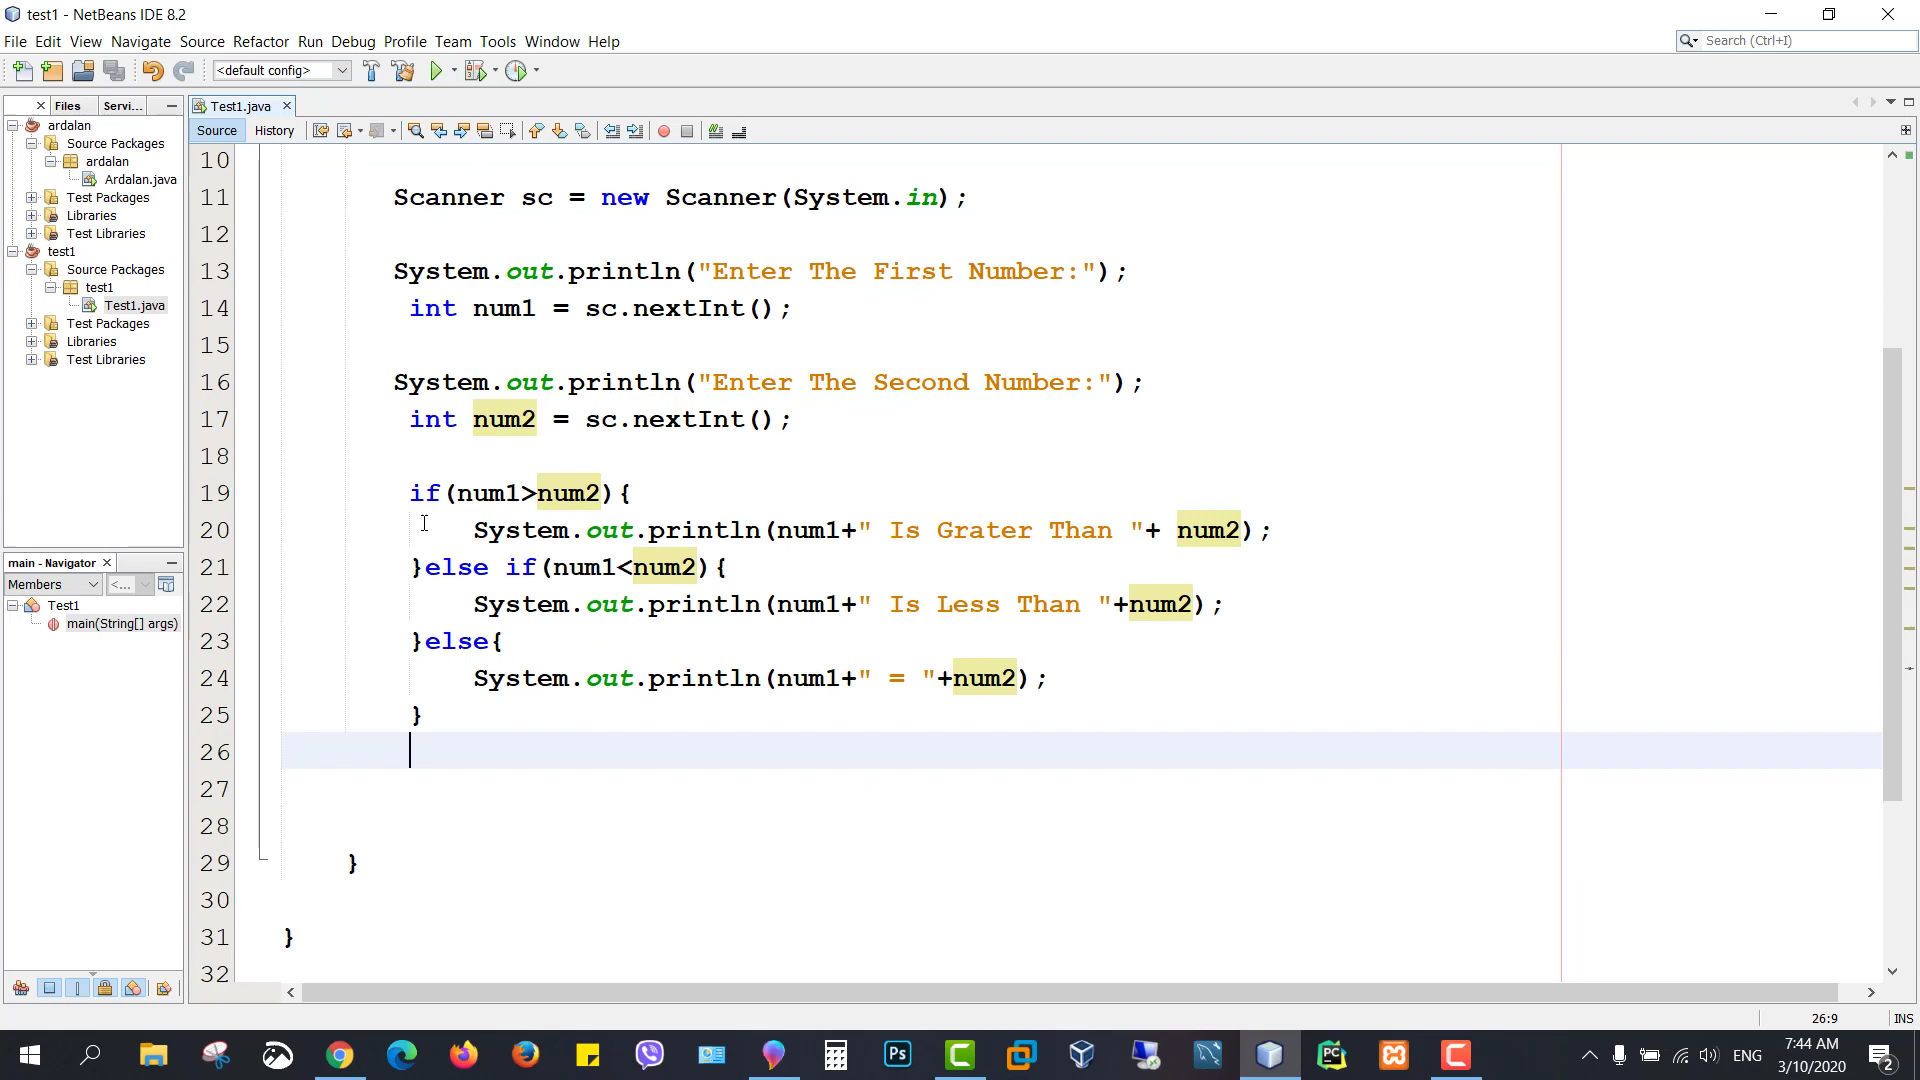 test1 - NetBeans IDE 8.2
File Edit View Navigate Source Refactor Run Debug Profile Team Tools Window Help
Search (Ctrl+I)
<default config>
Files Servi...
Test1.java
Source History
ardalan
Source Packages
ardalan
Ardalan.java
Test Packages
Libraries
Test Libraries
test1
Source Packages
test1
Test1.java
Test Packages
Libraries
Test Libraries
main - Navigator
Members <...
Test1
main(String[] args)
10
11 Scanner sc = new Scanner(System.in);
12
13 System.out.println("Enter The First Number:");
14 int num1 = sc.nextInt();
15
16 System.out.println("Enter The Second Number:");
17 int num2 = sc.nextInt();
18
19 if(num1>num2){
20 System.out.println(num1+" Is Grater Than "+ num2);
21 }else if(num1<num2){
22 System.out.println(num1+" Is Less Than "+num2);
23 }else{
24 System.out.println(num1+" = "+num2);
25 }
26
27
28
29 }
30
31 }
32
26:9 INS
Ps
PC
ENG
7:44 AM
3/10/2020
2